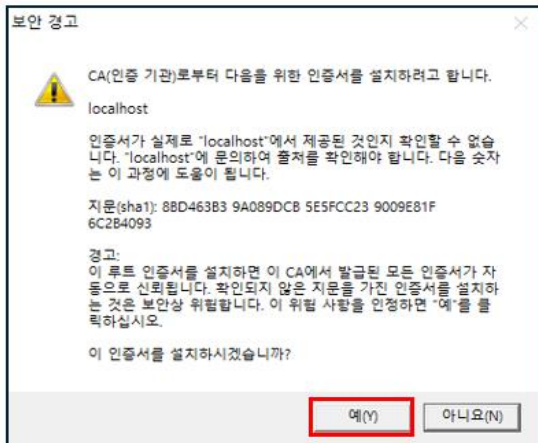 보안 경고
CA(인증 기관)로부터 다음을 위한 인증서를 설치하려고 합니다.
localhost
인증서가 실제로 "localhost"에서 제공된 것인지 확인할 수 없습
니다. "localhost"에 문의하여 출처를 확인해야 합니다. 다음 숫자
는 이 과정에 도움이 됩니다.
지문(sha1): 8BD463B3 9A089DCB 5E5FCC23 9009E81F
6C2B4093
경고:
이 루트 인증서를 설치하면 이 CA에서 발급된 모든 인증서가 자
동으로 신뢰됩니다. 확인되지 않은 지문을 가진 인증서를 설치하
는 것은 보안상 위험합니다. 이 위험 사항을 인정하면 "예"를 클
릭하십시오.
이 인증서를 설치하시겠습니까?
예(Y) 아니요(N)